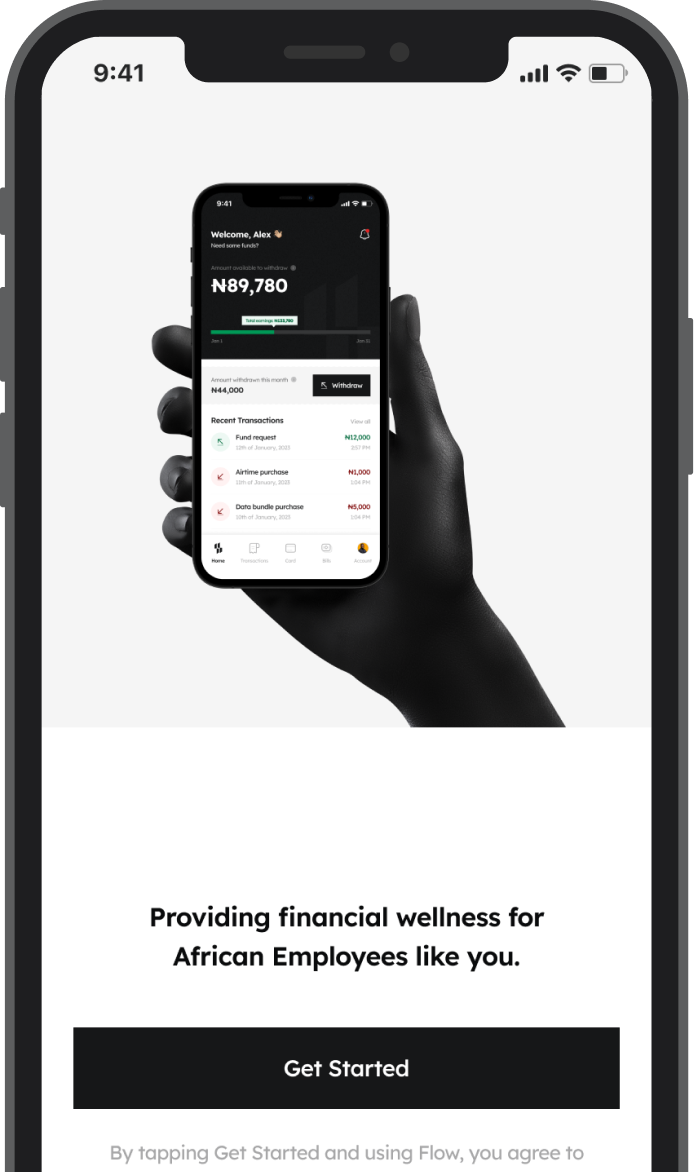 9:41
9:41
Welcome, Alex 👋🏼
Need some funds?
Amount available to withdraw
₦89,780
Total earnings: ₦133,780
Jan 1
Jan 31
Amount withdrawn this month
₦44,000
Withdraw
Recent Transactions View all
Fund request ₦12,000
12th of January, 2023 2:57 PM
Airtime purchase ₦1,000
11th of January, 2023 1:04 PM
Data bundle purchase ₦5,000
10th of January, 2023 1:04 PM
Home Transactions Card Bills Account
Providing financial wellness for
African Employees like you.
Get Started
By tapping Get Started and using Flow, you agree to